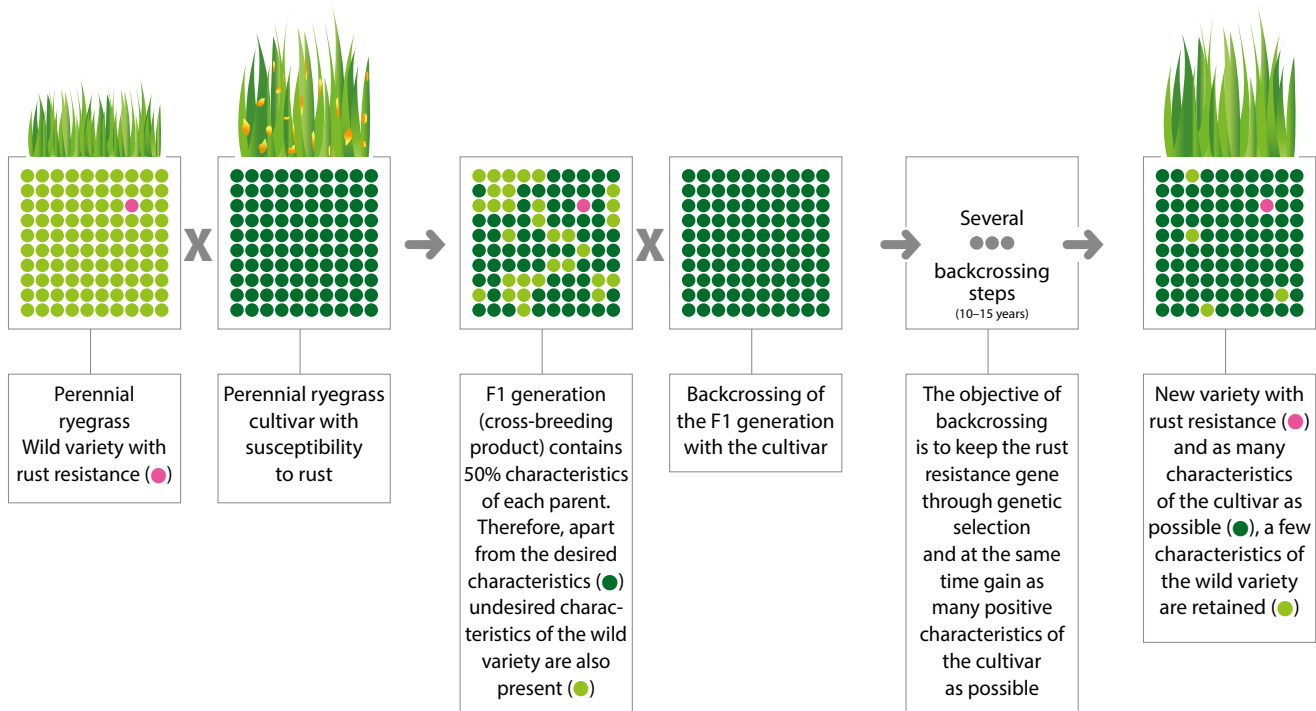 X
X
Several
backcrossing
steps
(10–15 years)
Perennial
ryegrass
Wild variety with
rust resistance ( )
Perennial ryegrass
cultivar with
susceptibility
to rust
F1 generation
(cross-breeding
product) contains
50% characteristics
of each parent.
Therefore, apart
from the desired
characteristics ( )
undesired charac-
teristics of the wild
variety are also
present ( )
Backcrossing of
the F1 generation
with the cultivar
The objective of
backcrossing
is to keep the rust
resistance gene
through genetic
selection
and at the same
time gain as
many positive
characteristics of
the cultivar
as possible
New variety with
rust resistance ( )
and as many
characteristics
of the cultivar as
possible ( ), a few
characteristics of
the wild variety
are retained ( )